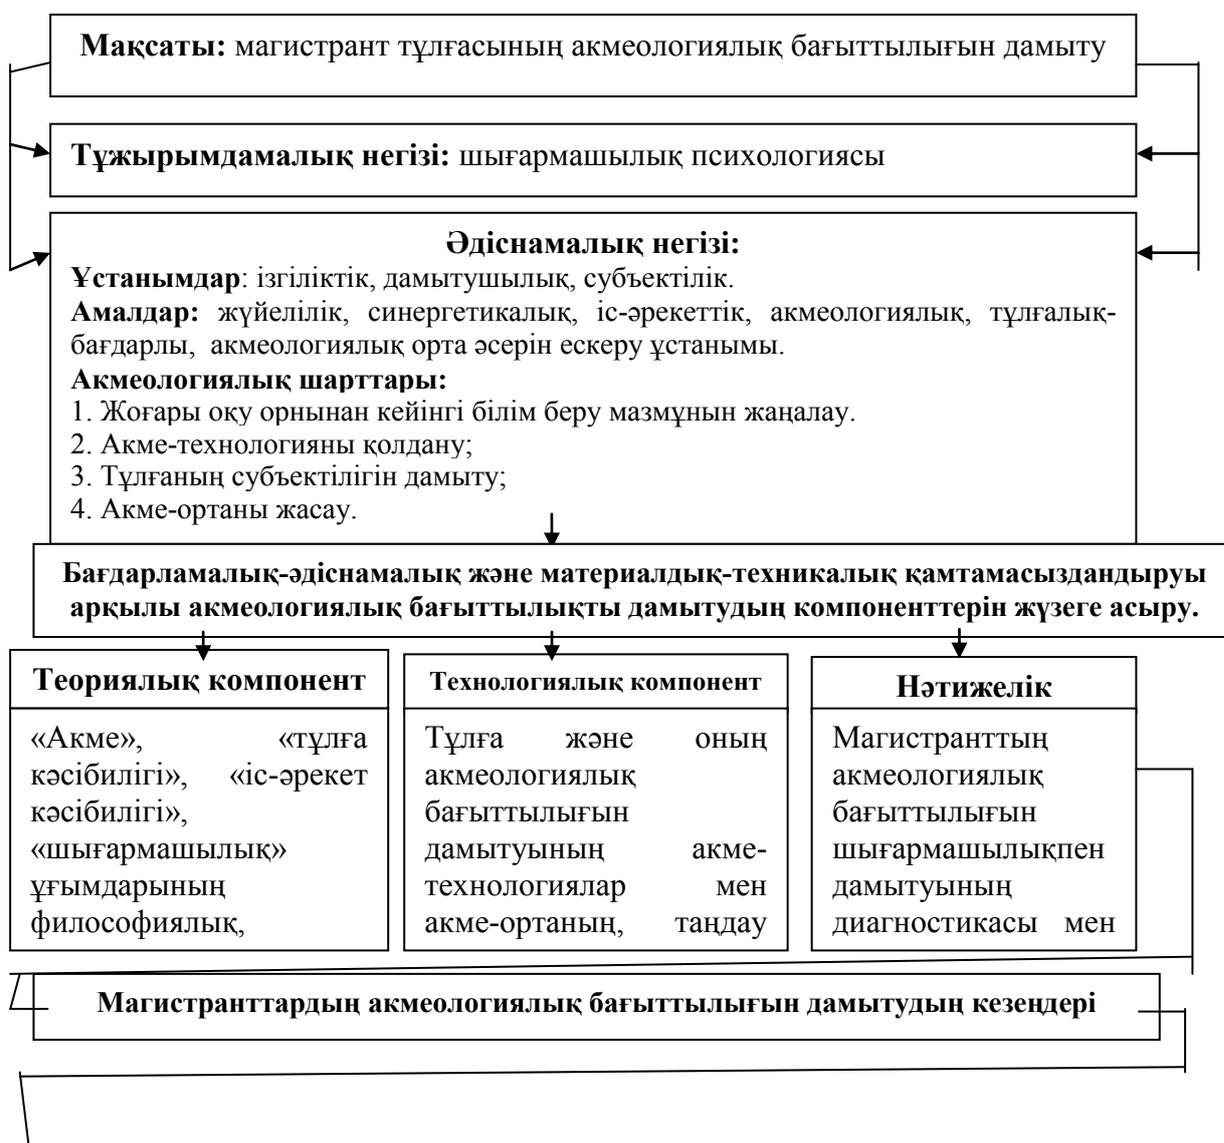 Мақсаты: магистрант тұлғасының акмеологиялық бағыттылығын дамыту
Тұжырымдамалық негізі: шығармашылық психологиясы
Әдіснамалық негізі:
Ұстанымдар: ізгіліктік, дамытушылық, субъектілік.
Амалдар: жүйелілік, синергетикалық, іс-әрекеттік, акмеологиялық, тұлғалық-
бағдарлы, акмеологиялық орта әсерін ескеру ұстанымы.
Акмеологиялық шарттары:
1. Жоғары оқу орнынан кейінгі білім беру мазмұнын жаңалау.
2. Акме-технологияны қолдану;
3. Тұлғаның субъектілігін дамыту;
4. Акме-ортаны жасау.
Бағдарламалық-әдіснамалық және материалдық-техникалық қамтамасыздандыруы
арқылы акмеологиялық бағыттылықты дамытудың компоненттерін жүзеге асыру.
Теориялық компонент
«Акме», «тұлға
кәсібилігі», «іс-әрекет
кәсібилігі»,
«шығармашылық»
ұғымдарының
философиялық,
Технологиялық компонент
Тұлға және оның
акмеологиялық
бағыттылығын
дамытуының акме-
технологиялар мен
акме-ортаның, таңдау
Нәтижелік
Магистранттың
акмеологиялық
бағыттылығын
шығармашылықпен
дамытуының
диагностикасы мен
Магистранттардың акмеологиялық бағыттылығын дамытудың кезеңдері